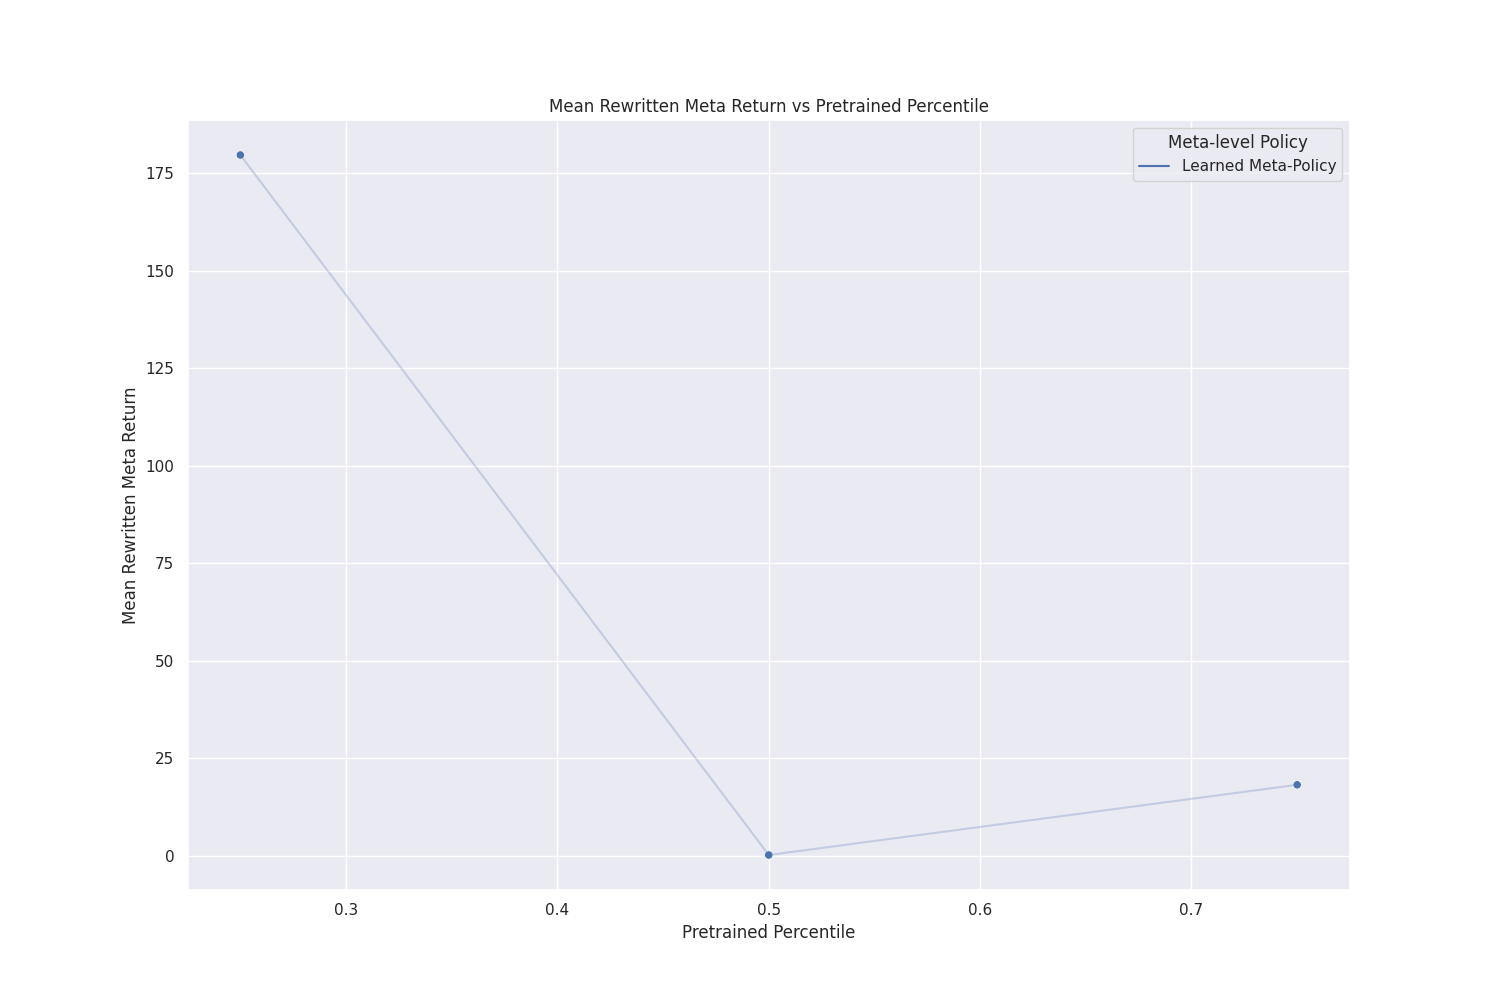 Mean Rewritten Meta Return vs Pretrained Percentile
Meta-level Policy
Learned Meta-Policy
Mean Rewritten Meta Return
175
150
125
100
75
50
25
0
0.3
0.4
0.5
0.6
0.7
Pretrained Percentile